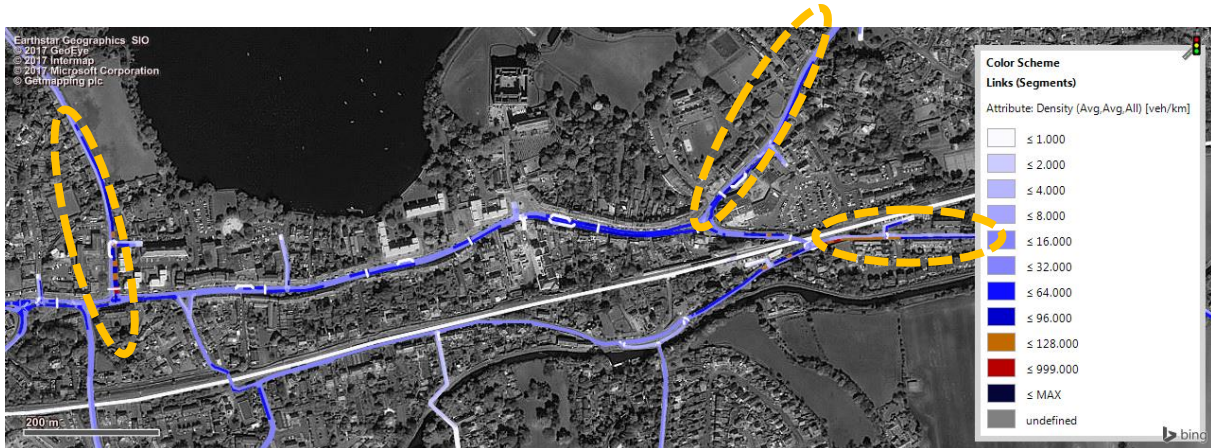 Earthstar Geographics SIO
© 2017 GeoEye
© 2017 Intermap
© 2017 Microsoft Corporation
© Getmapping plc
Color Scheme
Links (Segments)
Attribute: Density (Avg,Avg,All) [veh/km]
≤ 1.000
≤ 2.000
≤ 4.000
≤ 8.000
≤ 16.000
≤ 32.000
≤ 64.000
≤ 96.000
≤ 128.000
≤ 999.000
≤ MAX
undefined
200 m
bing